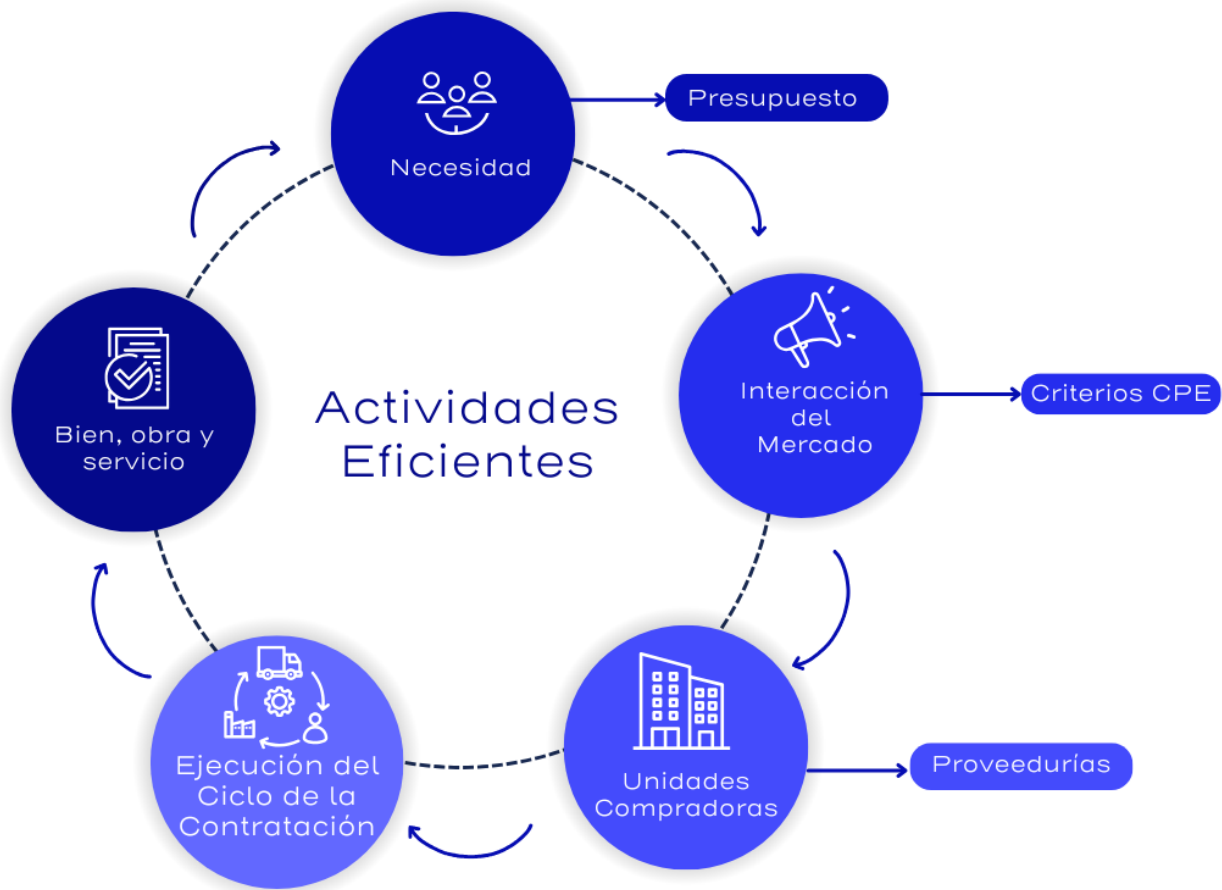 Necesidad
Presupuesto
Interacción
del
Mercado
Criterios CPE
Actividades
Eficientes
Bien, obra y
servicio
Unidades
Compradoras
Proveedurías
Ejecución del
Ciclo de la
Contratación